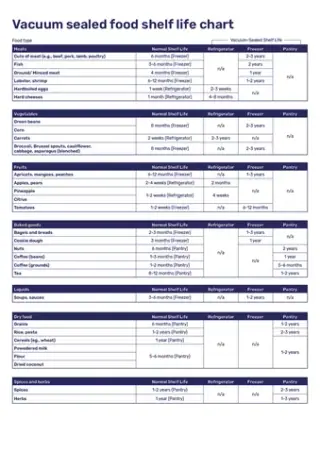 Vacuum sealed food shelf life chart
Food type Vacuum-Sealed Shelf Life
Meats Normal Shelf Life Refrigerator Freezer Pantry
Cuts of meat (e.g., beef, pork, lamb, poultry) 6 months (Freezer) n/a 2-3 years n/a
Fish 3-6 months (Freezer) 2 years
Ground/ Minced meat 4 months (Freezer) 1 year
Lobster, shrimp 6-12 months (Freezer) 1-2 years
Hardboiled eggs 1 week (Refrigerator) 2-3 weeks n/a
Hard cheeses 1 month (Refrigerator) 4-8 months
Vegetables Normal Shelf Life Refrigerator Freezer Pantry
Green beans 8 months (Freezer) n/a 2-3 years n/a
Corn
Carrots 2 weeks (Refrigerator) 2-3 years n/a
Broccoli, Brussel sprouts, cauliflower, cabbage, asparagus (blanched) 8 months (Freezer) n/a 2-3 years
Fruits Normal Shelf Life Refrigerator Freezer Pantry
Apricots, mangoes, peaches 6-12 months (Freezer) n/a 1-3 years n/a
Apples, pears 2-4 weeks (Refrigerator) 2 months n/a
Pineapple 1-2 weeks (Refrigerator) 6 weeks
Citrus
Tomatoes 1-2 weeks (Freezer) n/a 6-12 months
Baked goods Normal Shelf Life Refrigerator Freezer Pantry
Bagels and breads 2-3 months (Freezer) n/a 1-3 years n/a
Cookie dough 3 months (Freezer) 1 year
Nuts 6 months (Pantry) n/a 2 years
Coffee (beans) 1-3 months (Pantry) 1 year
Coffee (grounds) 1-2 months (Pantry) 5-6 months
Tea 8-12 months (Pantry) 1-3 years
Liquids Normal Shelf Life Refrigerator Freezer Pantry
Soups, sauces 3-6 months (Freezer) n/a 1-2 years n/a
Dry food Normal Shelf Life Refrigerator Freezer Pantry
Grains 6 months (Pantry) n/a n/a 1-2 years
Rice, pasta 1-2 years (Pantry) 2-3 years
Cereals (eg., wheat) 1 year (Pantry) 1-2 years
Powdered milk 3-6 months (Pantry)
Flour
Dried coconut
Spices and herbs Normal Shelf Life Refrigerator Freezer Pantry
Spices 1-2 years (Pantry) n/a n/a 2-3 years
Herbs 1 year (Pantry) 1-3 years